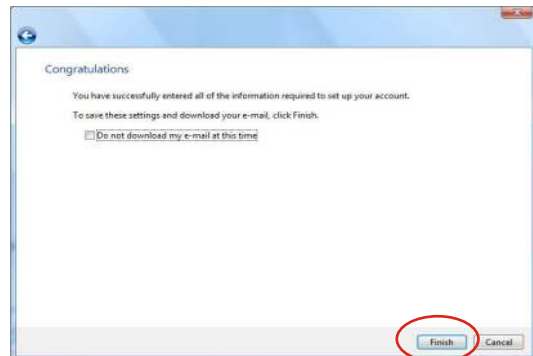 Congratulations
You have successfully entered all of the information required to set up your account.
To save these settings and download your e-mail, click Finish.
Do not download my e-mail at this time
Finish Cancel